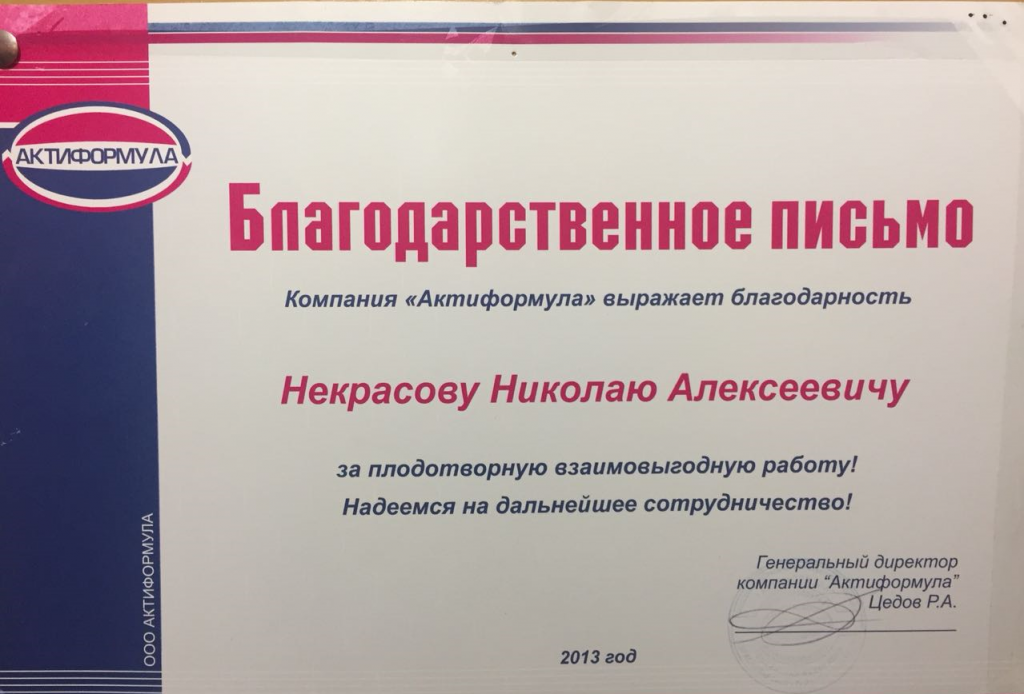 АКТИФОРМУЛА
Благодарственное письмо
Компания «Актиформула» выражает благодарность
Некрасову Николаю Алексеевичу
за плодотворную взаимовыгодную работу!
Надеемся на дальнейшее сотрудничество!
Генеральный директор
компании “Актиформула”
Цедов Р.А.
2013 год
ООО АКТИФОРМУЛА